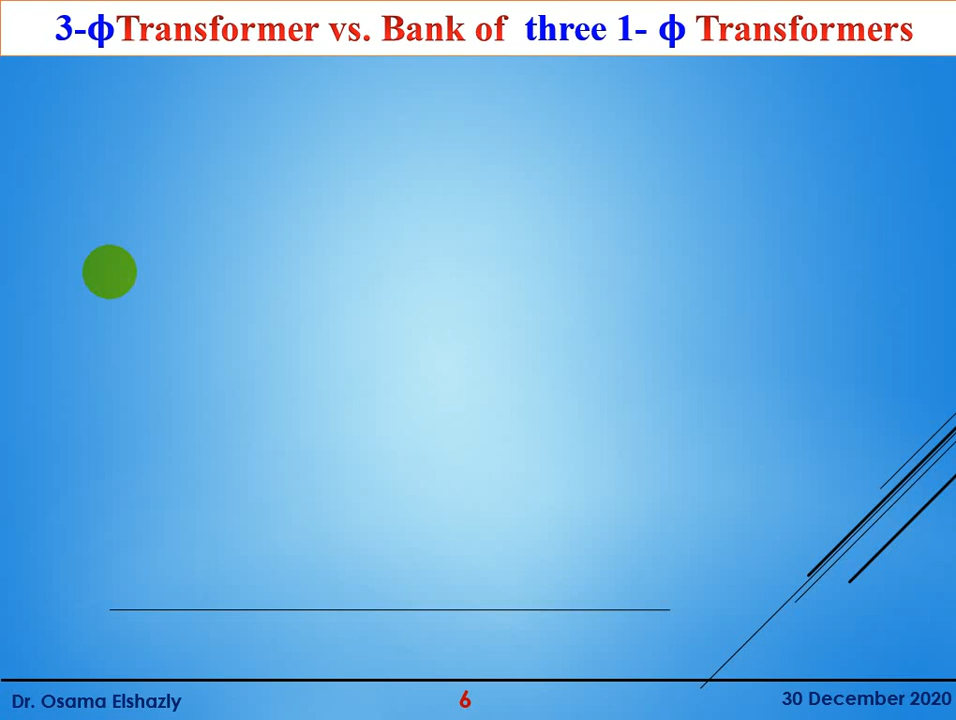 3-ϕTransformer vs. Bank of three 1- ϕ Transformers
Dr. Osama Elshazly
6
30 December 2020